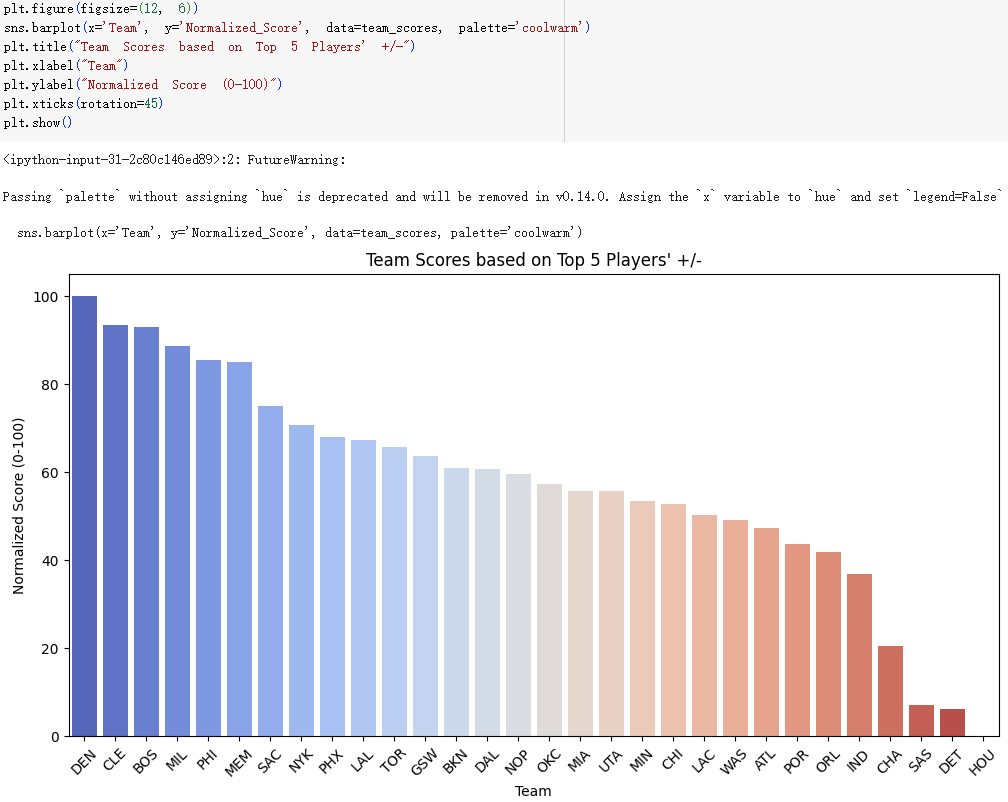 plt.figure(figsize=(12, 6))
sns.barplot(x='Team', y='Normalized_Score', data=team_scores, palette='coolwarm')
plt.title("Team Scores based on Top 5 Players' +/-")
plt.xlabel("Team")
plt.ylabel("Normalized Score (0-100)")
plt.xticks(rotation=45)
plt.show()
<ipython-input-31-2c80c146ed89>:2: FutureWarning:
Passing `palette` without assigning `hue` is deprecated and will be removed in v0.14.0. Assign the `x` variable to `hue` and set `legend=False`
sns.barplot(x='Team', y='Normalized_Score', data=team_scores, palette='coolwarm')
Team Scores based on Top 5 Players' +/-
Normalized Score (0-100)
100
80
60
40
20
0
DEN CLE BOS MIL PHI MEM SAC NYK PHX LAL TOR GSW BKN DAL NOP OKC MIA UTA MIN CHI LAC WAS ATL POR ORL IND CHA SAS DET HOU
Team